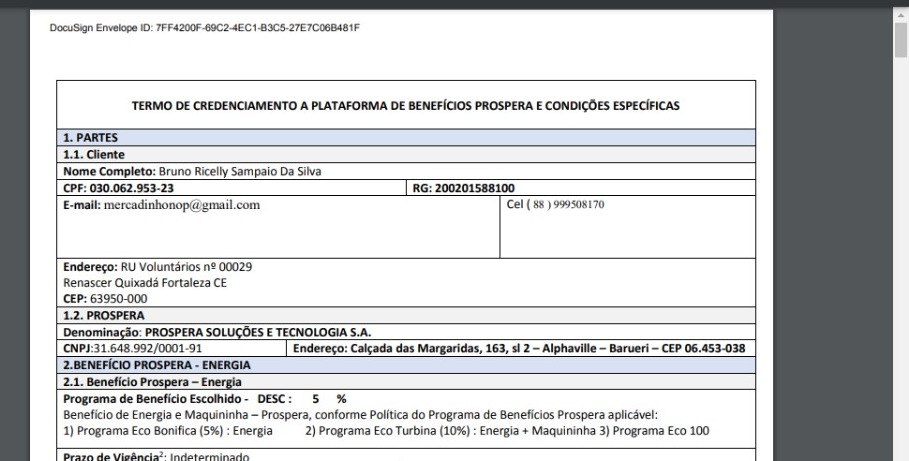 DocuSign Envelope ID: 7FF4200F-69C2-4EC1-B3C5-27E7C06B481F
TERMO DE CREDENCIAMENTO A PLATAFORMA DE BENEFÍCIOS PROSPERA E CONDIÇÕES ESPECÍFICAS
1. PARTES
1.1. Cliente
Nome Completo: Bruno Ricelly Sampaio Da Silva
CPF: 030.062.953-23 RG: 200201588100
E-mail: mercadinhonop@gmail.com Cel ( 88 ) 999508170
Endereço: RU Voluntários nº 00029
Renascer Quixadá Fortaleza CE
CEP: 63950-000
1.2. PROSPERA
Denominação: PROSPERA SOLUÇÕES E TECNOLOGIA S.A.
CNPJ:31.648.992/0001-91 Endereço: Calçada das Margaridas, 163, sl 2 – Alphaville – Barueri – CEP 06.453-038
2.BENEFÍCIO PROSPERA - ENERGIA
2.1. Benefício Prospera – Energia
Programa de Benefício Escolhido - DESC : 5 %
Benefício de Energia e Maquininha – Prospera, conforme Política do Programa de Benefícios Prospera aplicável:
1) Programa Eco Bonifica (5%) : Energia 2) Programa Eco Turbina (10%) : Energia + Maquininha 3) Programa Eco 100
Prazo de Vigência²: Indeterminado